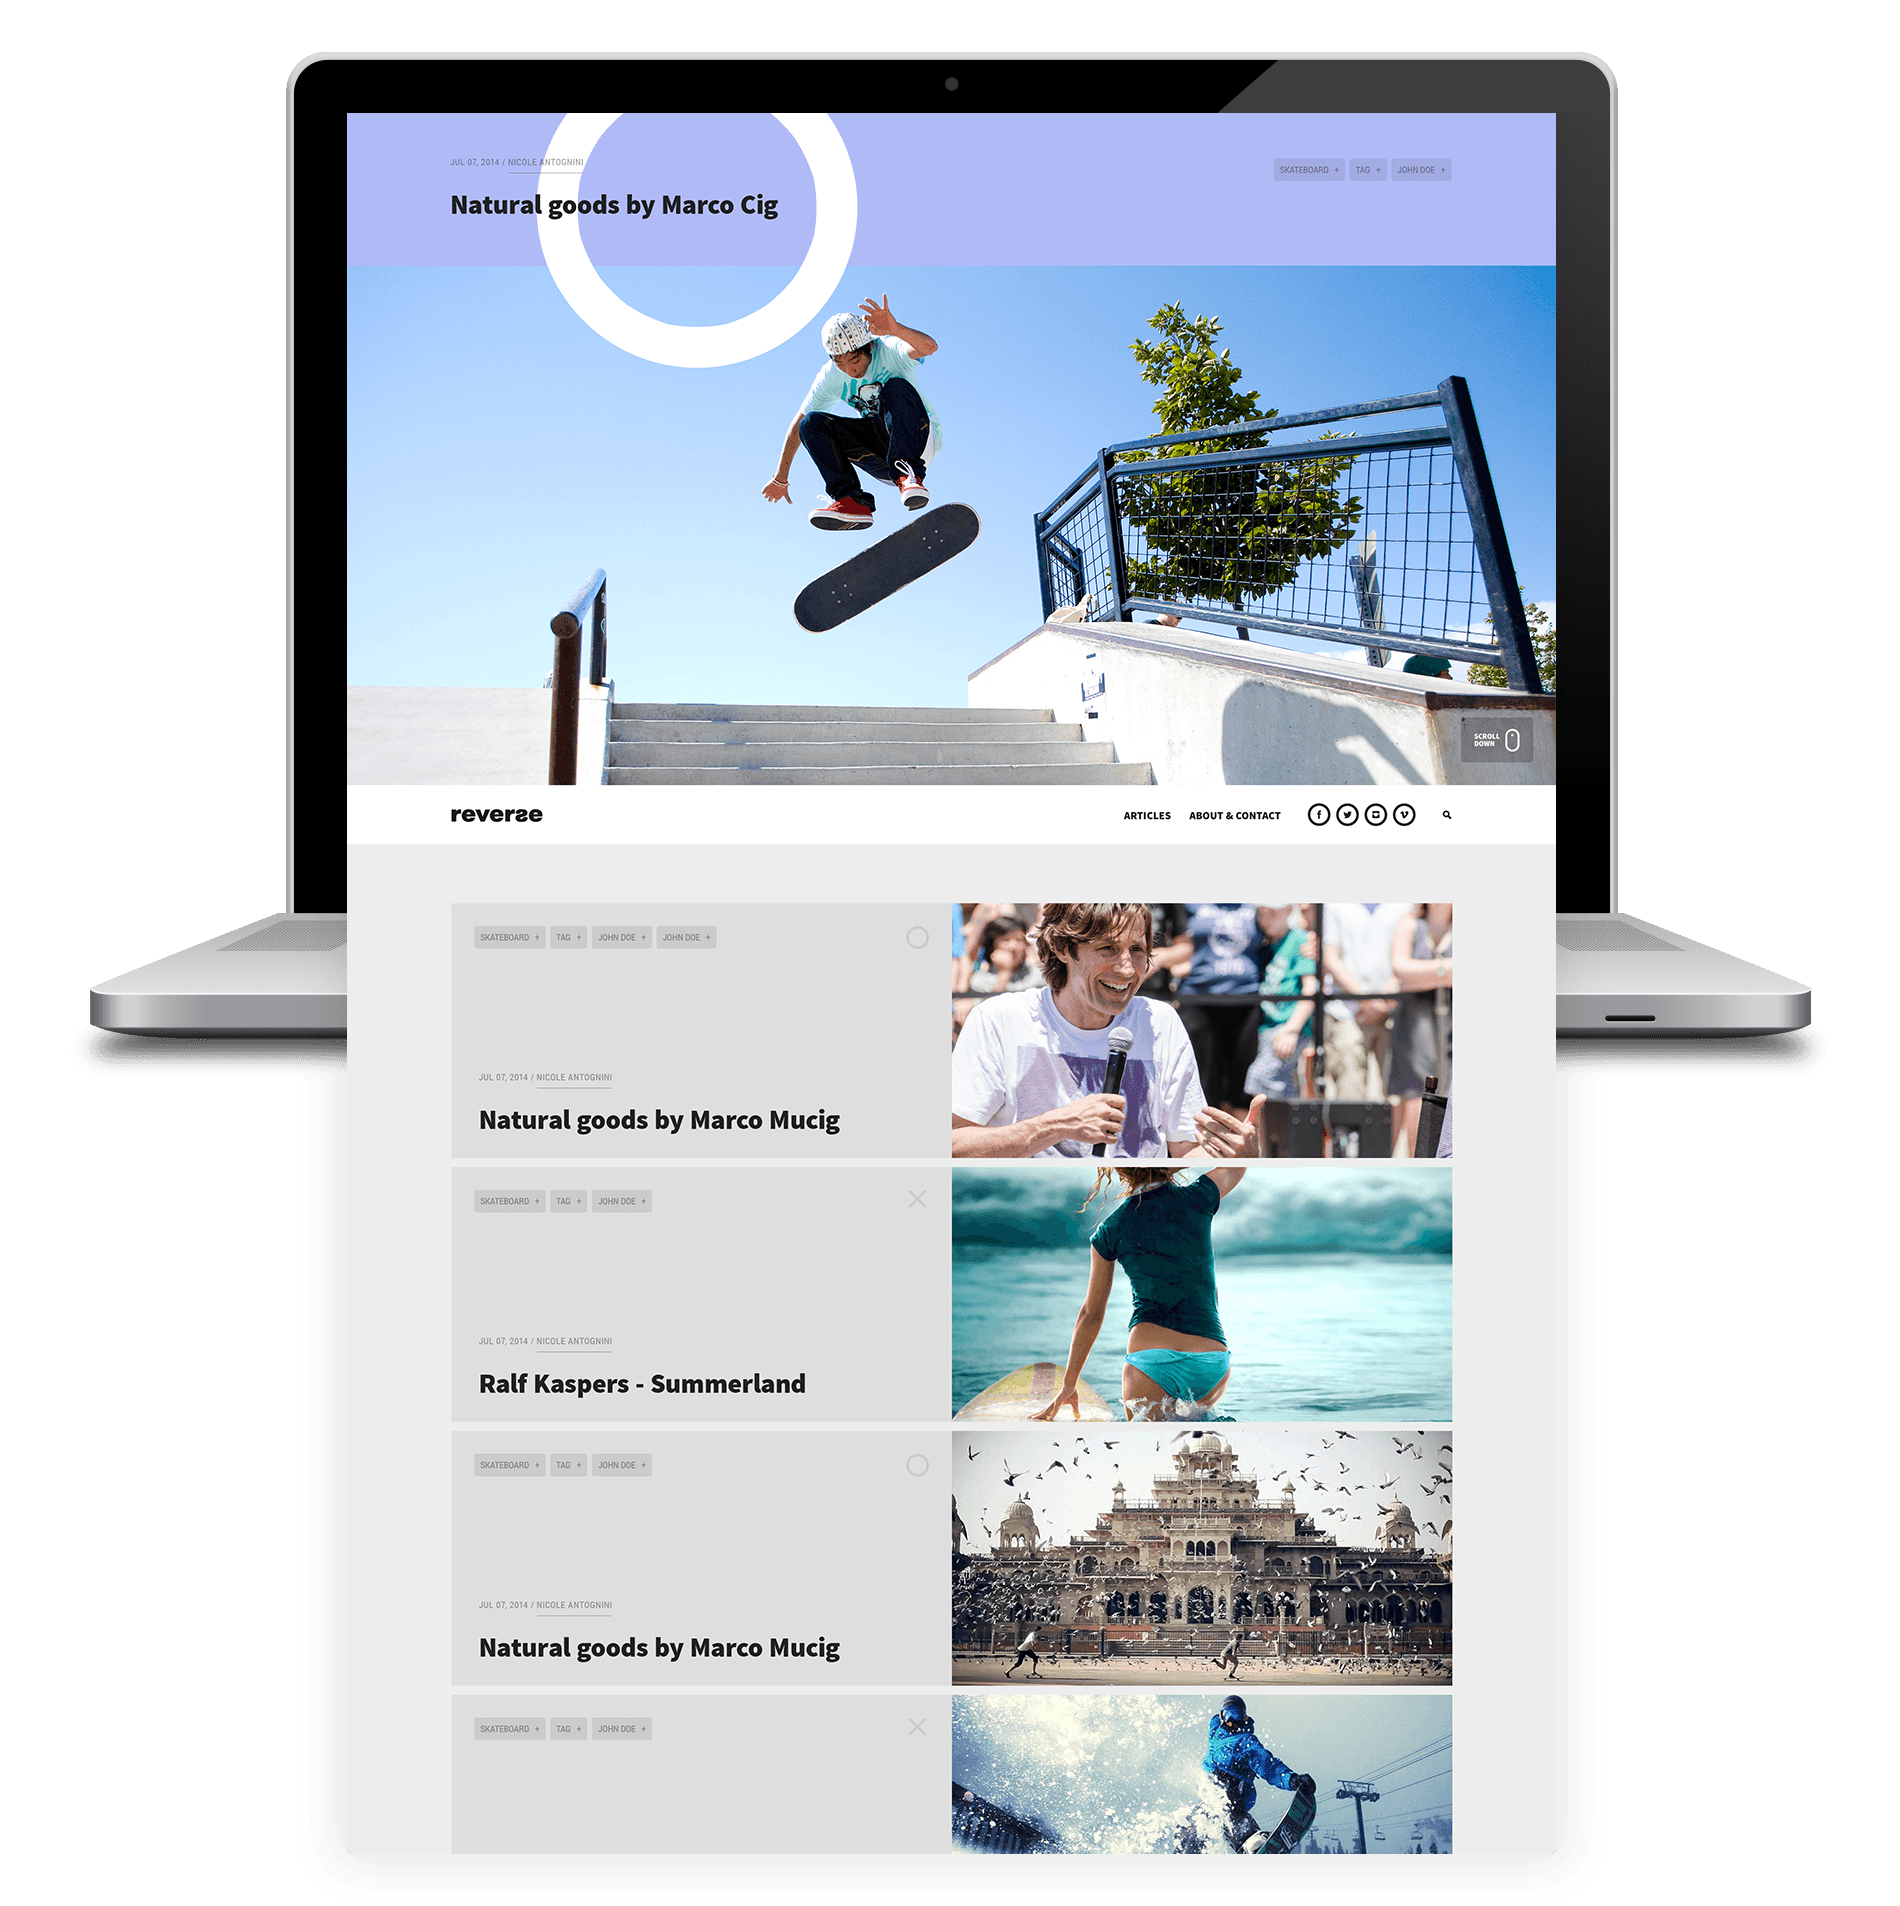 JUL 07, 2014 / NICOLE ANTOGNINI
SKATEBOARD + TAG + JOHN DOE +
Natural goods by Marco Cig
SCROLL
DOWN
reverse
ARTICLES ABOUT & CONTACT
SKATEBOARD + TAG + JOHN DOE + JOHN DOE +
JUL 07, 2014 / NICOLE ANTOGNINI
Natural goods by Marco Mucig
SKATEBOARD + TAG + JOHN DOE +
JUL 07, 2014 / NICOLE ANTOGNINI
Ralf Kaspers - Summerland
SKATEBOARD + TAG + JOHN DOE +
JUL 07, 2014 / NICOLE ANTOGNINI
Natural goods by Marco Mucig
SKATEBOARD + TAG + JOHN DOE +